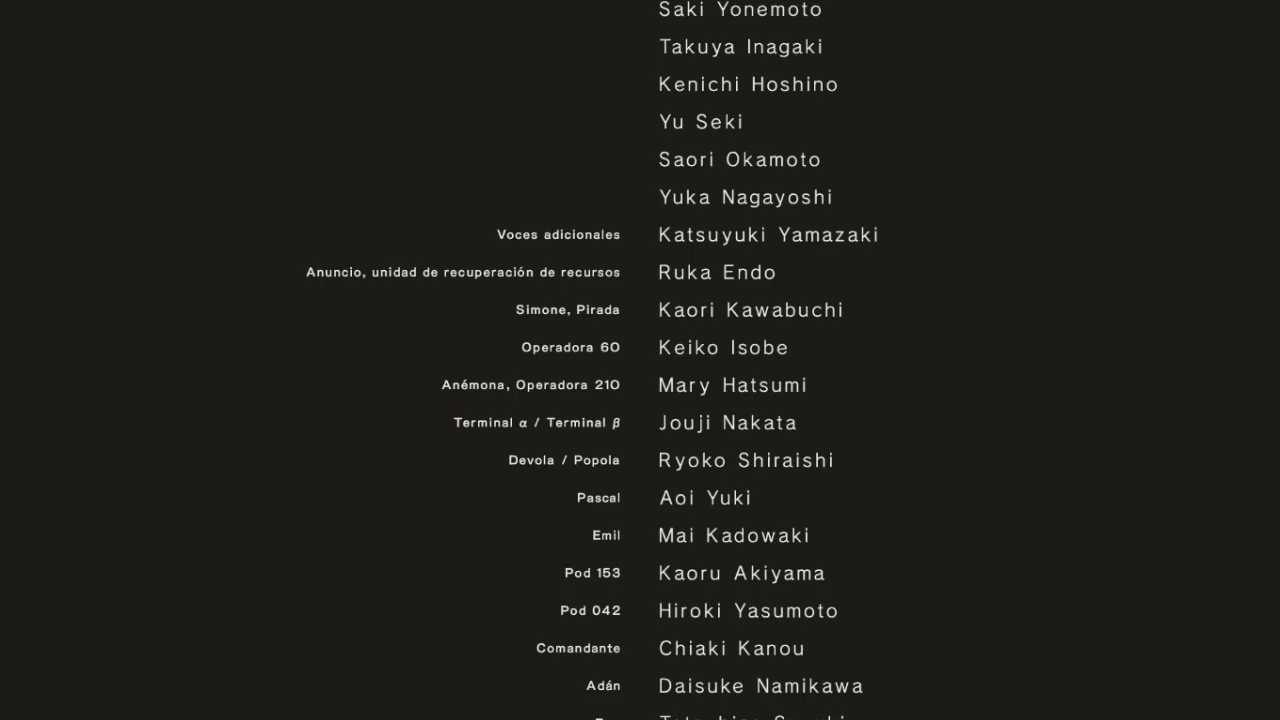 Saki Yonemoto
Takuya Inagaki
Kenichi Hoshino
Yu Seki
Saori Okamoto
Yuka Nagayoshi
Voces adicionales Katsuyuki Yamazaki
Anuncio, unidad de recuperación de recursos Ruka Endo
Simone, Pirada Kaori Kawabuchi
Operadora 60 Keiko Isobe
Anémona, Operadora 210 Mary Hatsumi
Terminal α / Terminal β Jouji Nakata
Devola / Popola Ryoko Shiraishi
Pascal Aoi Yuki
Emil Mai Kadowaki
Pod 153 Kaoru Akiyama
Pod 042 Hiroki Yasumoto
Comandante Chiaki Kanou
Adán Daisuke Namikawa